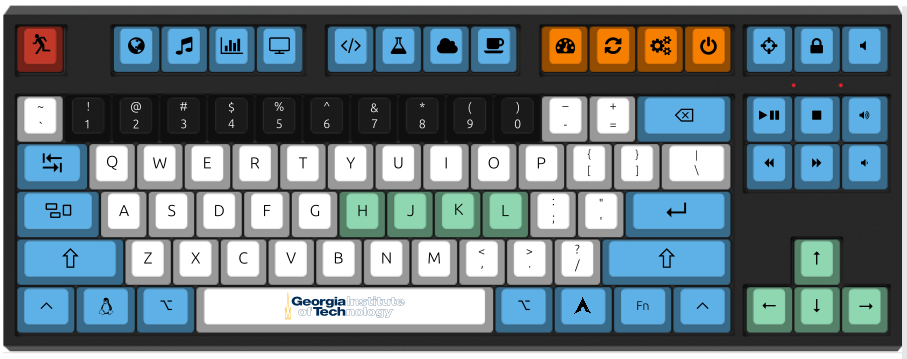 </>
~ ! @ # $ % ^ & * ( ) – +
` 1 2 3 4 5 6 7 8 9 0 - =
Q W E R T Y U I O P { } |
[ ] \
A S D F G H J K L : "
; '
Z X C V B N M < > ?
, . /
Georgia Institute
of Technology
Fn